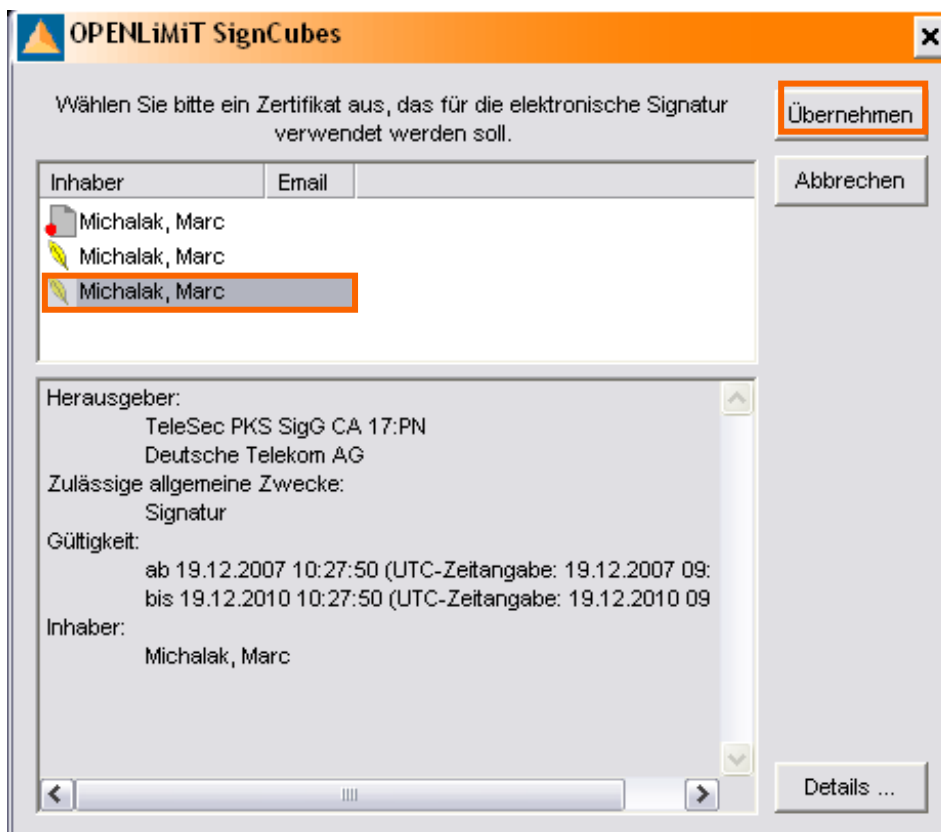 OPENLiMiT SignCubes
Wählen Sie bitte ein Zertifikat aus, das für die elektronische Signatur
verwendet werden soll.
Übernehmen
Abbrechen
Inhaber Email
Michalak, Marc
Michalak, Marc
Michalak, Marc
Herausgeber:
TeleSec PKS SigG CA 17:PN
Deutsche Telekom AG
Zulässige allgemeine Zwecke:
Signatur
Gültigkeit:
ab 19.12.2007 10:27:50 (UTC-Zeitangabe: 19.12.2007 09:
bis 19.12.2010 10:27:50 (UTC-Zeitangabe: 19.12.2010 09
Inhaber:
Michalak, Marc
Details ...